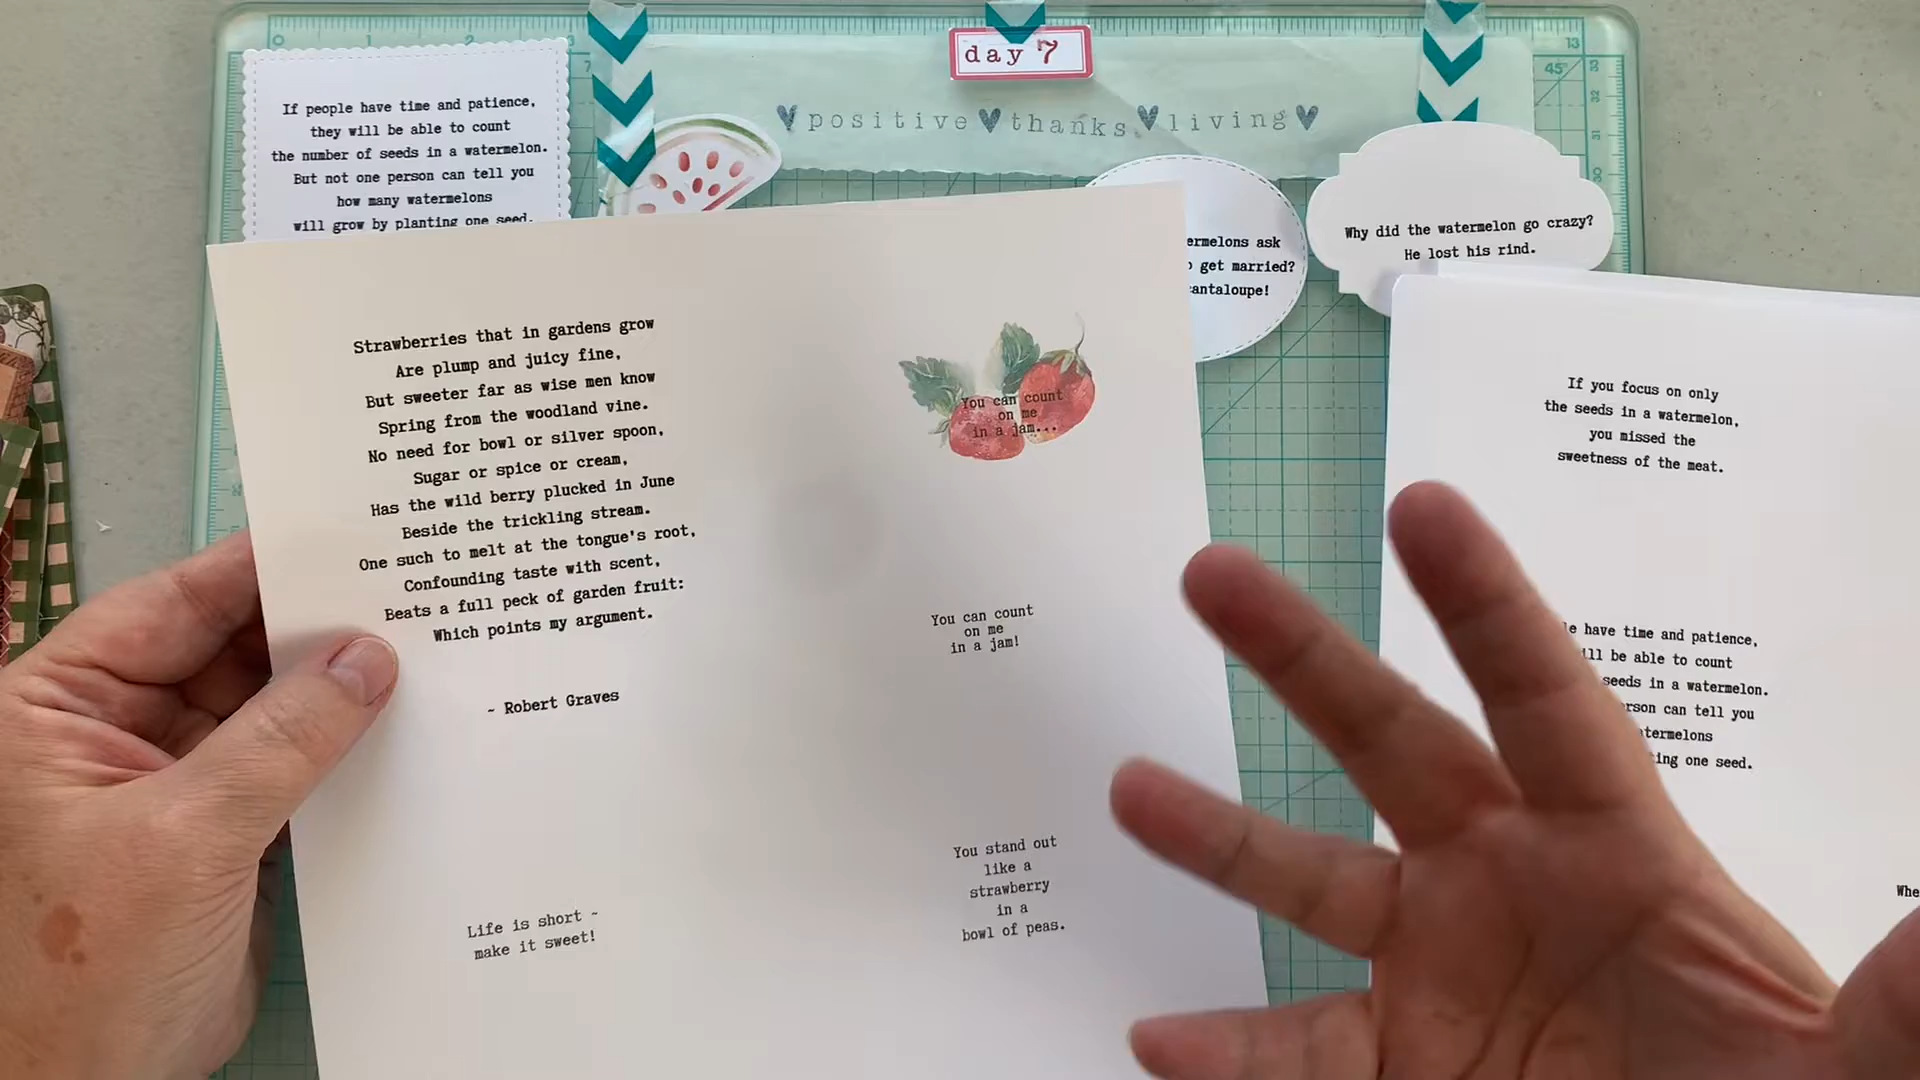 day 7
positive thanks living
If people have time and patience,
they will be able to count
the number of seeds in a watermelon.
But not one person can tell you
how many watermelons
will grow by planting one seed.
ermelons ask
get married?
antaloupe!
Why did the watermelon go crazy?
He lost his rind.
Strawberries that in gardens grow
Are plump and juicy fine,
But sweeter far as wise men know
Spring from the woodland vine.
No need for bowl or silver spoon,
Sugar or spice or cream,
Has the wild berry plucked in June
Beside the trickling stream.
One such to melt at the tongue's root,
Confounding taste with scent,
Beats a full peck of garden fruit:
Which points my argument.
~ Robert Graves
Life is short ~
make it sweet!
You can count
on me
in a jam...
You can count
on me
in a jam!
You stand out
like a
strawberry
in a
bowl of peas.
If you focus on only
the seeds in a watermelon,
you missed the
sweetness of the meat.
le have time and patience,
ill be able to count
seeds in a watermelon.
rson can tell you
termelons
ing one seed.
Whe
0 1 2
13
45°
33
32
31
30